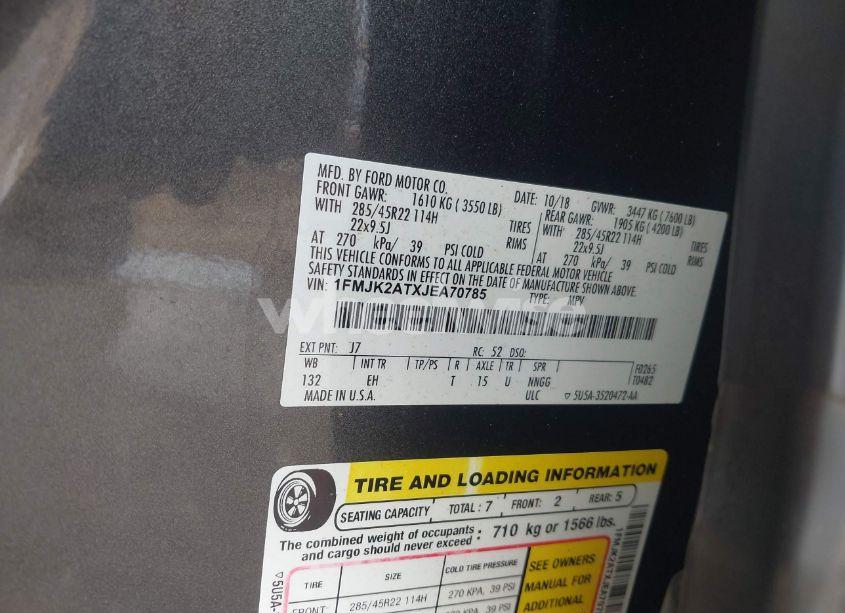 MFD. BY FORD MOTOR CO.
DATE: 10/18 GVWR: 3447 KG ( 7600 LB)
FRONT GAWR: 1610 KG ( 3550 LB)
REAR GAWR: 1905 KG ( 4200 LB)
WITH 285/45R22 114H TIRES
WITH: 285/45R22 114H TIRES
22x9.5J RIMS
22x9.5J RIMS
AT 270 kPa/ 39 PSI COLD
AT 270 kPa/ 39 PSI COLD
THIS VEHICLE CONFORMS TO ALL APPLICABLE FEDERAL MOTOR VEHICLE
SAFETY STANDARDS IN EFFECT ON THE DATE OF MANUFACTURE SHOWN ABOVE.
VIN: 1FMJK2ATXJEA70785
TYPE: MPV
EXT PNT: J7 RC: 52 DSO:
WB INT TR TP/PS R AXLE TR SPR
132 EH T 15 U NNGG
F0265
T0482
MADE IN U.S.A. ULC ▽5U5A-3520472-AA
TIRE AND LOADING INFORMATION
SEATING CAPACITY TOTAL : 7 FRONT: 2 REAR: 5
The combined weight of occupants
and cargo should never exceed : 710 kg or 1566 lbs.
TIRE SIZE COLD TIRE PRESSURE
FRONT: 285/45R22 114H 270 KPA, 39 PSI
SEE OWNERS
MANUAL FOR
ADDITIONAL
▽5U5A-